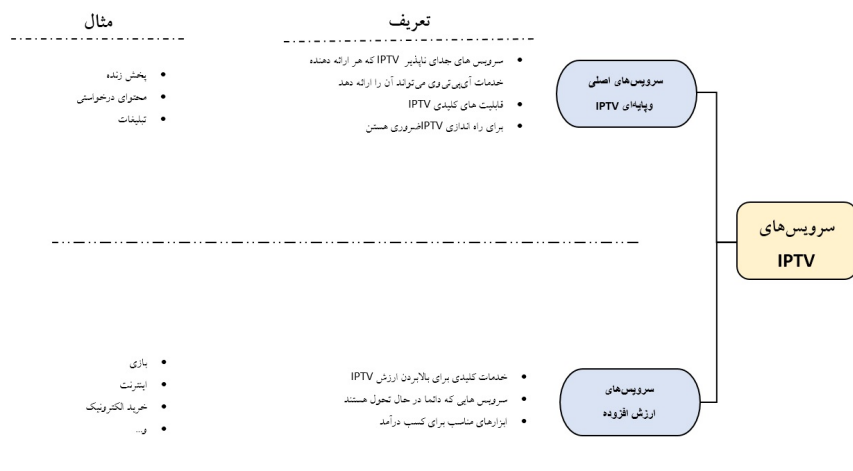 تعریف
مثال
سرویس های جدای ناپذیر IPTV که هر ارائه دهنده
خدمات آی‌پی‌تی‌وی می‌تواند آن را ارائه دهد
قابلیت های کلیدی IPTV
برای راه اندازی IPTVضروری هستن
پخش زنده
محتوای درخواستی
تبلیغات
سرویس‌های اصلی
وپایه‌ای IPTV
سرویس‌های
IPTV
خدمات کلیدی برای بالابردن ارزش IPTV
سرویس هایی که دائما در حال تحول هستند
ابزارهای مناسب برای کسب درآمد
بازی
اینترنت
خرید الکترونیک
و...
سرویس‌های
ارزش افزوده